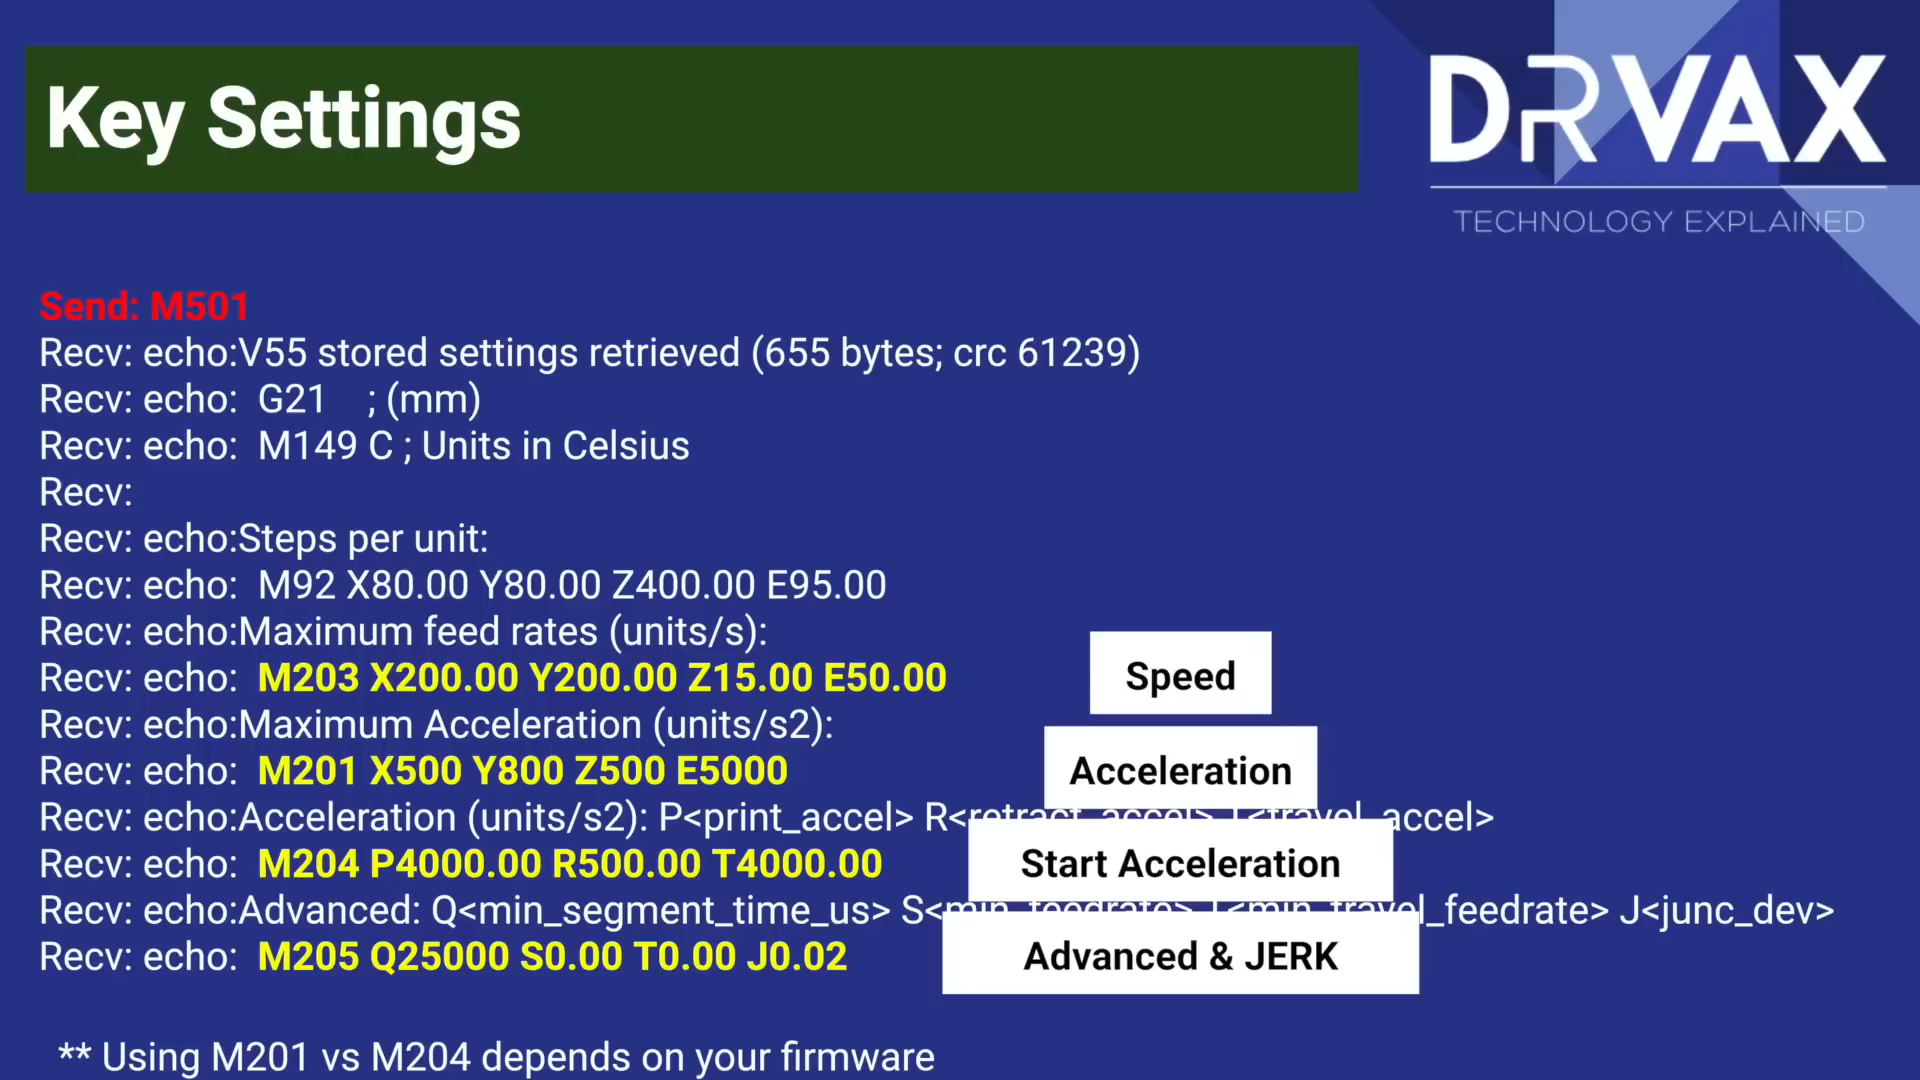 Key Settings
DRVAX
TECHNOLOGY EXPLAINED
Send: M501
Recv: echo:V55 stored settings retrieved (655 bytes; crc 61239)
Recv: echo:  G21    ; (mm)
Recv: echo:  M149 C ; Units in Celsius
Recv:
Recv: echo:Steps per unit:
Recv: echo:  M92 X80.00 Y80.00 Z400.00 E95.00
Recv: echo:Maximum feed rates (units/s):
Recv: echo:  M203 X200.00 Y200.00 Z15.00 E50.00
Speed
Recv: echo:Maximum Acceleration (units/s2):
Recv: echo:  M201 X500 Y800 Z500 E5000
Acceleration
Recv: echo:Acceleration (units/s2): P<print_accel> R<retract_accel> T<travel_accel>
Recv: echo:  M204 P4000.00 R500.00 T4000.00
Start Acceleration
Recv: echo:Advanced: Q<min_segment_time_us> S<min_feedrate> T<min_travel_feedrate> J<junc_dev>
Recv: echo:  M205 Q25000 S0.00 T0.00 J0.02
Advanced & JERK
** Using M201 vs M204 depends on your firmware